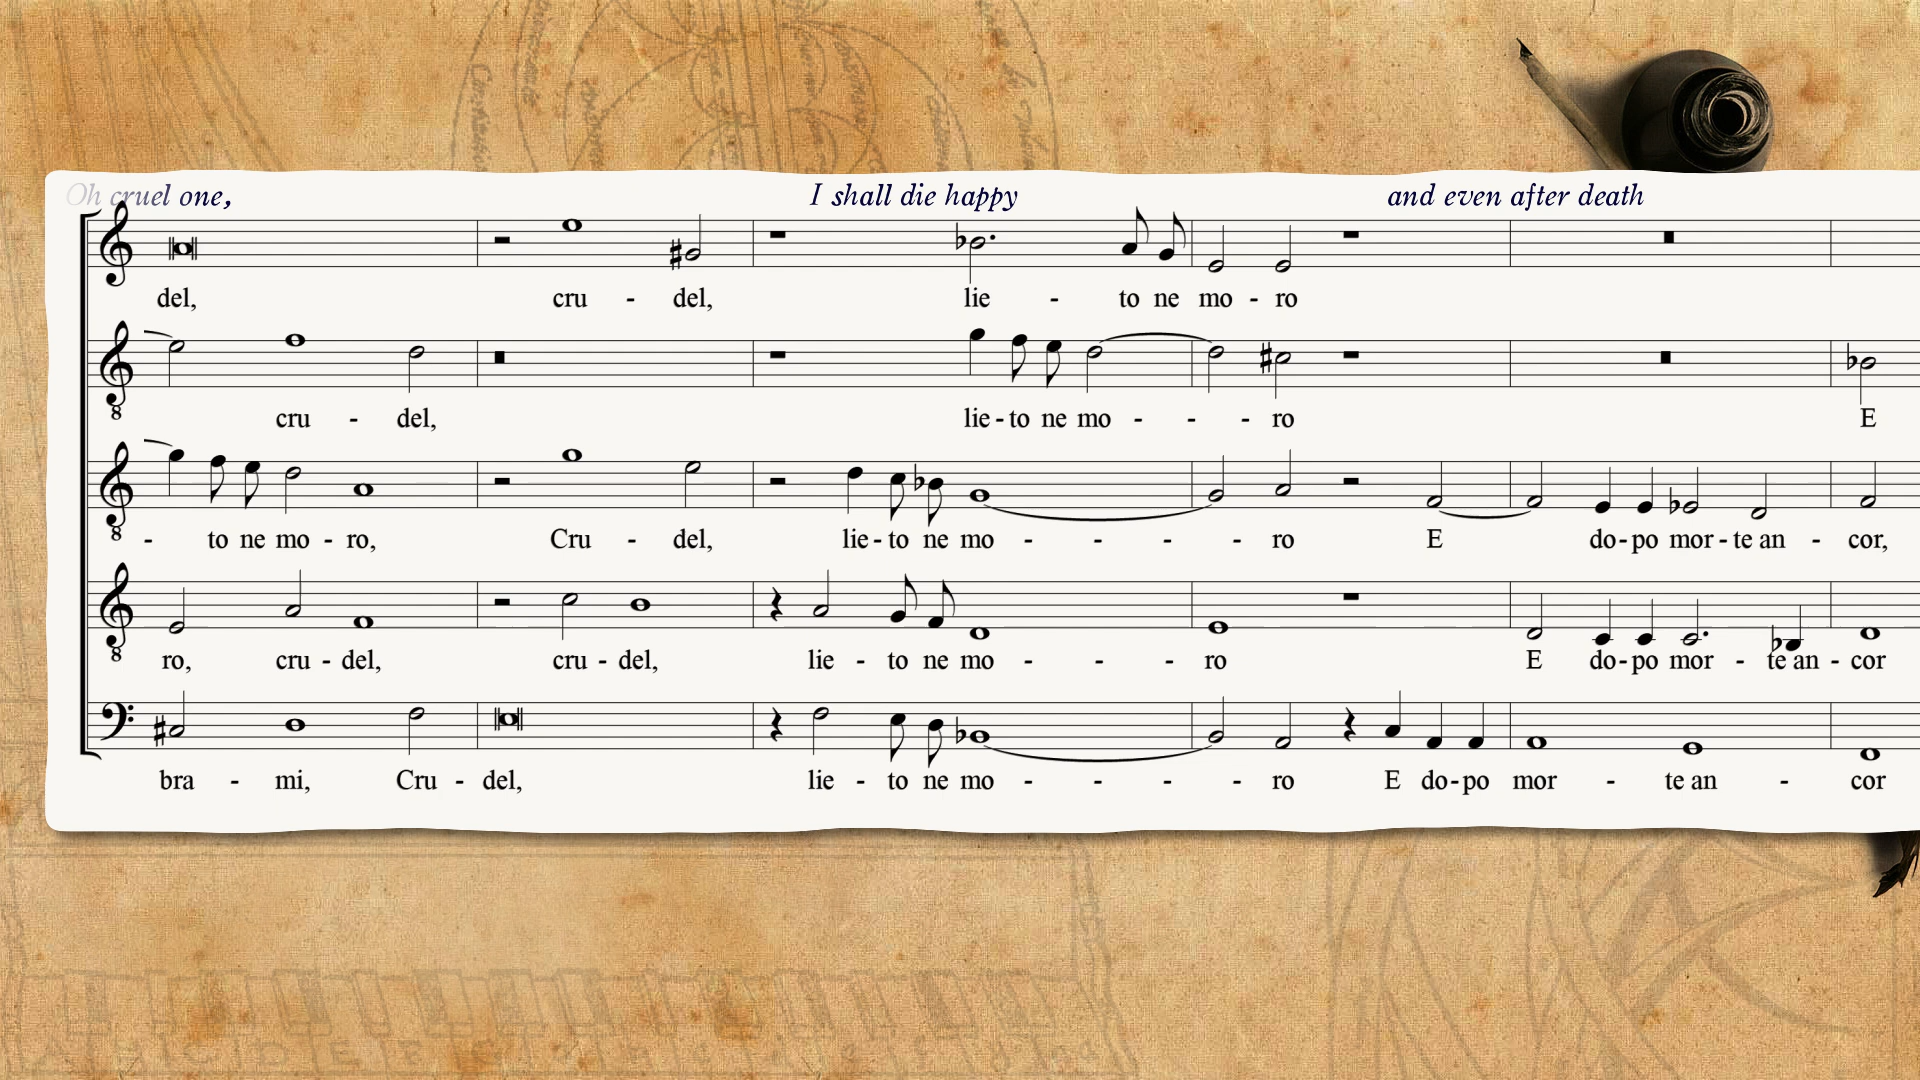 Oh cruel one, I shall die happy and even after death
del, cru - del, lie - to ne mo - ro
cru - del, lie - to ne mo - - - ro E
8
- to ne mo - ro, Cru - del, lie - to ne mo - - - - ro E do - po mor - te an - cor,
8
ro, cru - del, cru - del, lie - to ne mo - - - ro E do - po mor - te an - cor
8
bra - mi, Cru - del, lie - to ne mo - - - - ro E do - po mor - te an - cor